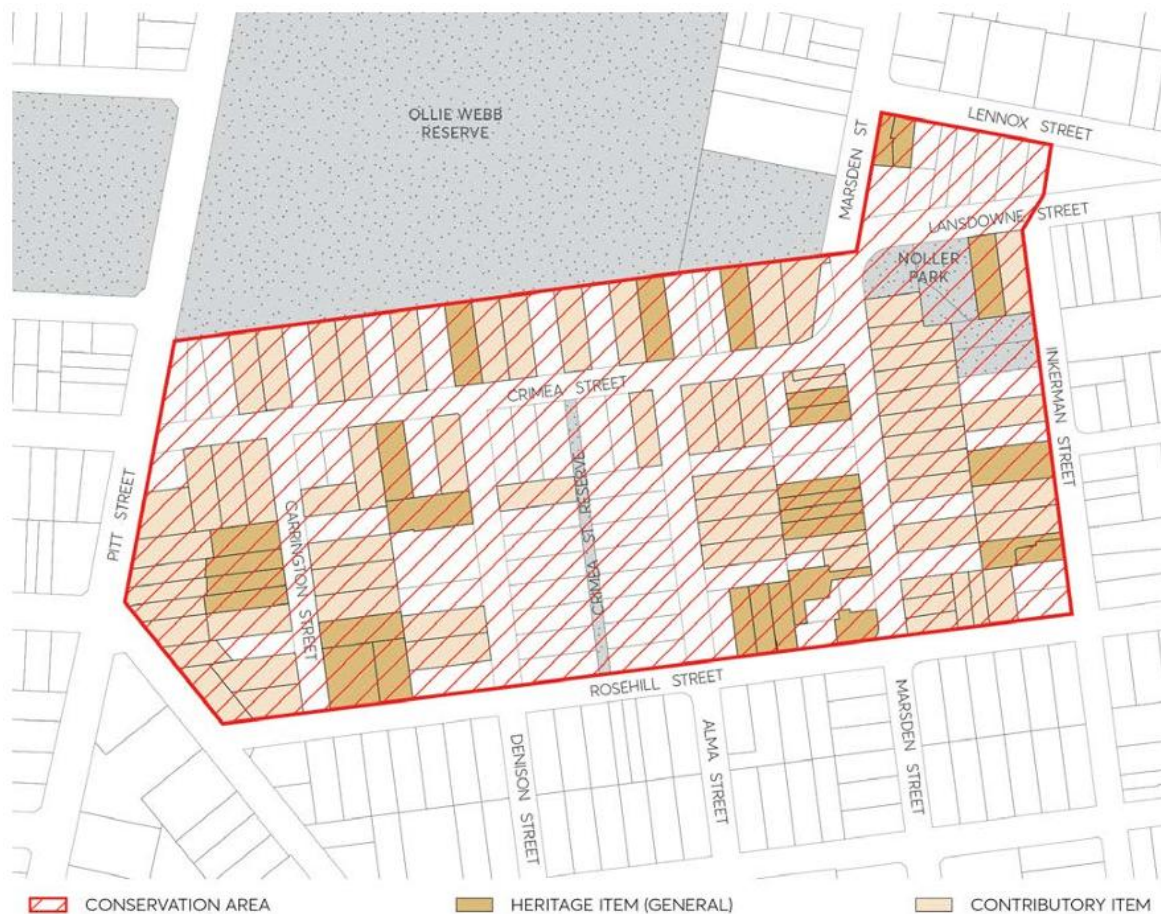 OLLIE WEBB
RESERVE
LENNOX STREET
MARSDEN ST
LANSDOWNE STREET
NOLLER
PARK
CRIMEA STREET
INKERMAN STREET
PITT STREET
CARRINGTON STREET
CRIMEA ST RESERVE
ROSEHILL STREET
DENISON STREET
ALMA STREET
MARSDEN STREET
CONSERVATION AREA
HERITAGE ITEM (GENERAL)
CONTRIBUTORY ITEM